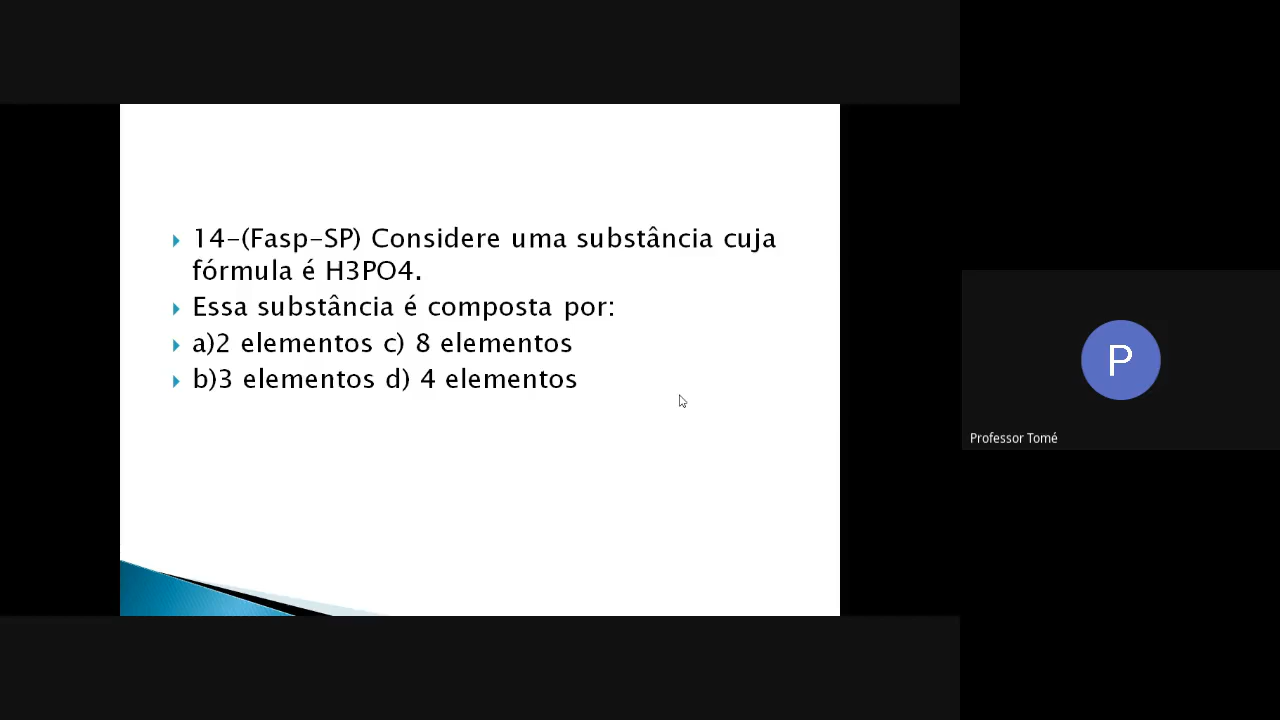 14-(Fasp-SP) Considere uma substância cuja
fórmula é H3PO4.
Essa substância é composta por:
a)2 elementos c) 8 elementos
b)3 elementos d) 4 elementos
P
Professor Tomé